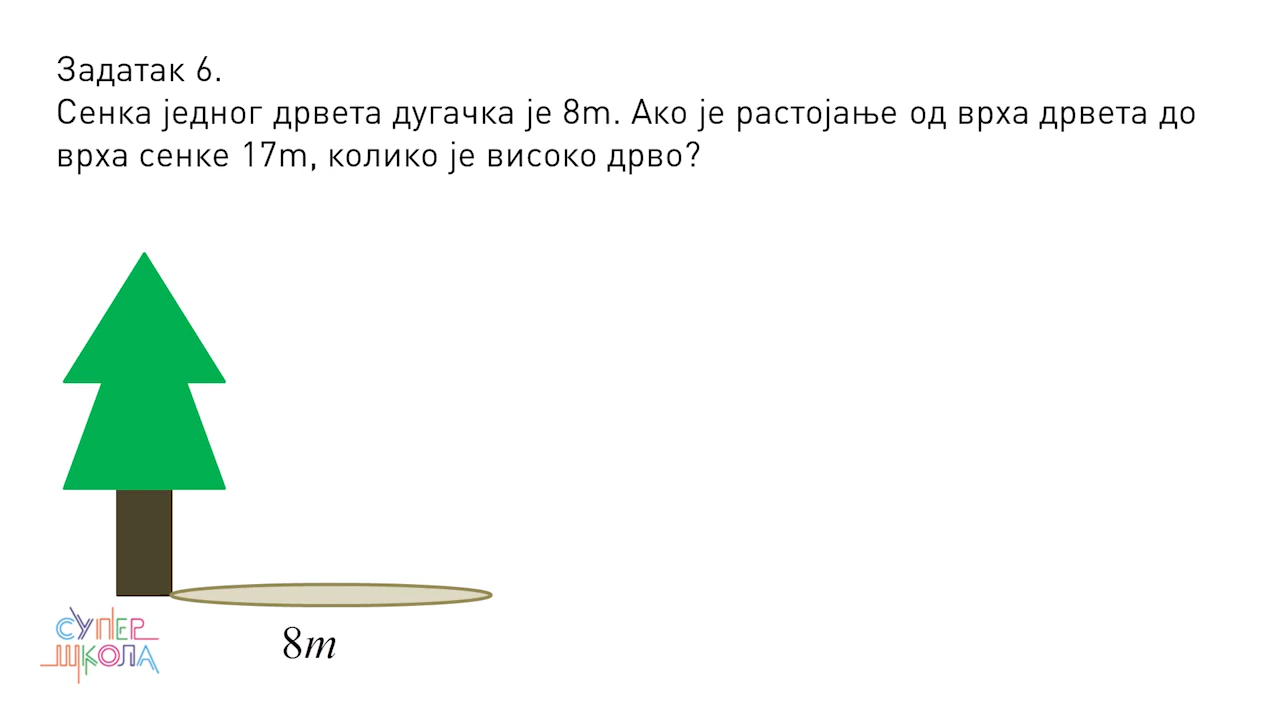 Задатак 6.
Сенка једног дрвета дугачка је 8m. Ако је растојање од врха дрвета до
врха сенке 17m, колико је високо дрво?
8m
СУПЕР
ШКОЛА